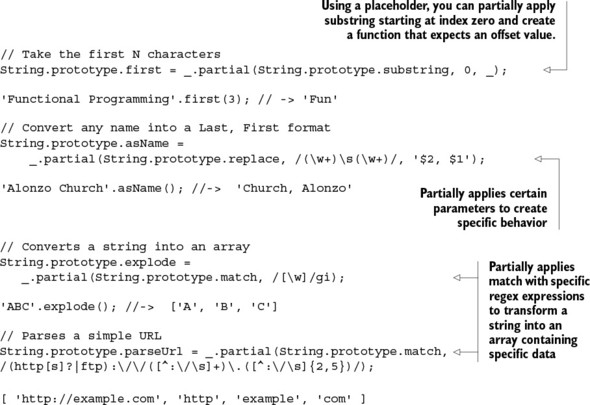 Using a placeholder, you can partially apply
substring starting at index zero and create
a function that expects an offset value.
// Take the first N characters
String.prototype.first = _.partial(String.prototype.substring, 0, _);
'Functional Programming'.first(3); // -> 'Fun'
// Convert any name into a Last, First format
String.prototype.asName =
_.partial(String.prototype.replace, /(\w+)\s(\w+)/, '$2, $1');
'Alonzo Church'.asName(); //-> 'Church, Alonzo'
Partially applies certain
parameters to create
specific behavior
// Converts a string into an array
String.prototype.explode =
_.partial(String.prototype.match, /[\w]/gi);
'ABC'.explode(); //-> ['A', 'B', 'C']
Partially applies
match with specific
regex expressions
to transform a
string into an
array containing
specific data
// Parses a simple URL
String.prototype.parseUrl = _.partial(String.prototype.match,
/(http[s]?|ftp):\/\/([^:\/\s]+)\.([^:\/\s]{2,5})/);
[ 'http://example.com', 'http', 'example', 'com' ]